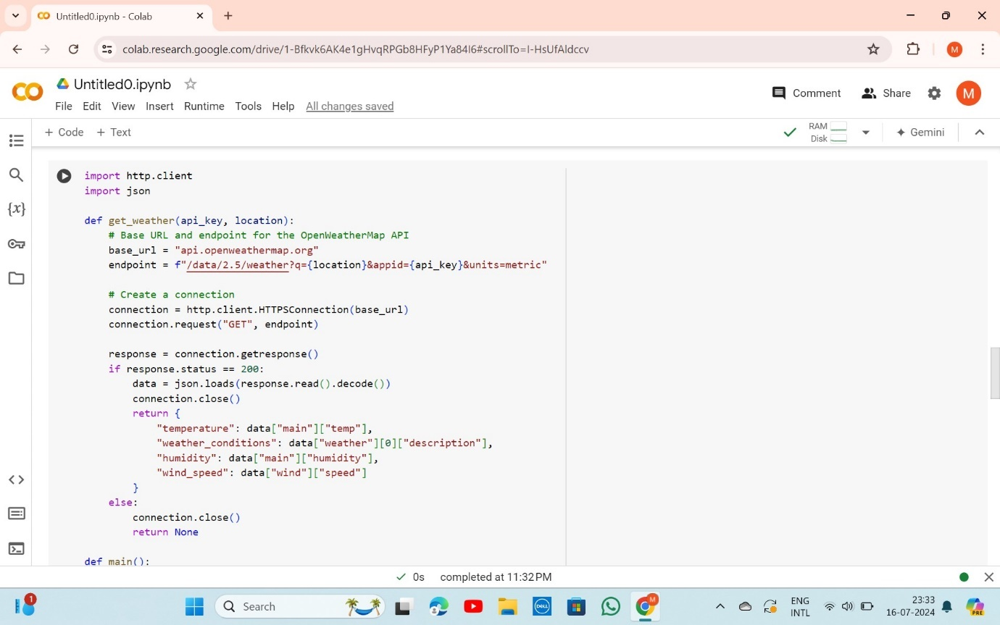 Untitled0.ipynb - Colab
colab.research.google.com/drive/1-Bfkvk6AK4e1gHvqRPGb8HFyP1Ya84I6#scrollTo=I-HsUfAldccv
M
CO
Untitled0.ipynb
Comment
Share
M
File Edit View Insert Runtime Tools Help All changes saved
+ Code + Text
RAM
Disk
Gemini
import http.client
import json
def get_weather(api_key, location):
# Base URL and endpoint for the OpenWeatherMap API
base_url = "api.openweathermap.org"
endpoint = f"/data/2.5/weather?q={location}&appid={api_key}&units=metric"
# Create a connection
connection = http.client.HTTPSConnection(base_url)
connection.request("GET", endpoint)
response = connection.getresponse()
if response.status == 200:
data = json.loads(response.read().decode())
connection.close()
return {
"temperature": data["main"]["temp"],
"weather_conditions": data["weather"][0]["description"],
"humidity": data["main"]["humidity"],
"wind_speed": data["wind"]["speed"]
}
else:
connection.close()
return None
def main():
{x}
0s completed at 11:32 PM
1
Search
DELL
M
ENG
INTL
23:33
16-07-2024
PRE